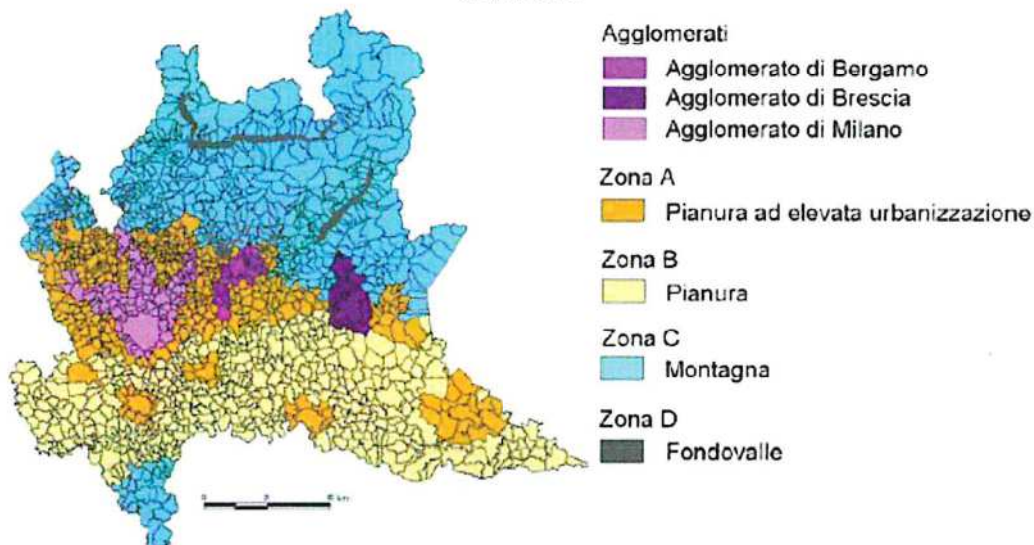 Agglomerati
Agglomerato di Bergamo
Agglomerato di Brescia
Agglomerato di Milano
Zona A
Pianura ad elevata urbanizzazione
Zona B
Pianura
Zona C
Montagna
Zona D
Fondovalle
km